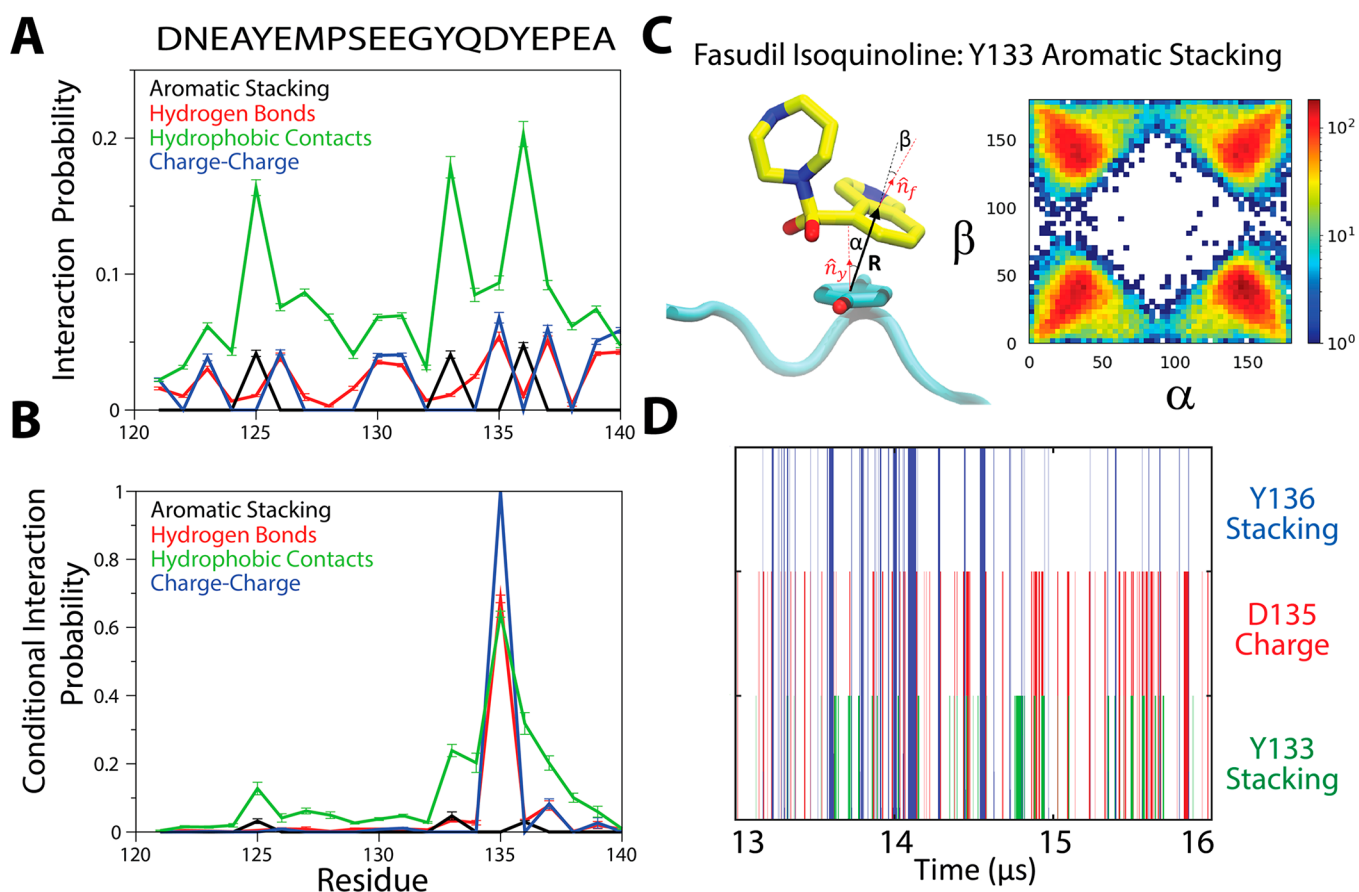 A
DNEAYEMPSEEGYQDYEPEA
Interaction Probability
Aromatic Stacking
Hydrogen Bonds
Hydrophobic Contacts
Charge-Charge
0.2
0.1
0
120
125
130
135
140
B
Conditional Interaction
Probability
Aromatic Stacking
Hydrogen Bonds
Hydrophobic Contacts
Charge-Charge
1
0.8
0.6
0.4
0.2
0
120
125
130
135
140
Residue
C
Fasudil Isoquinoline: Y133 Aromatic Stacking
β
n̂f
α
n̂y
R
β
150
100
50
0
0
50
100
150
α
10²
10¹
10⁰
D
Y136
Stacking
D135
Charge
Y133
Stacking
13
14
15
16
Time (μs)